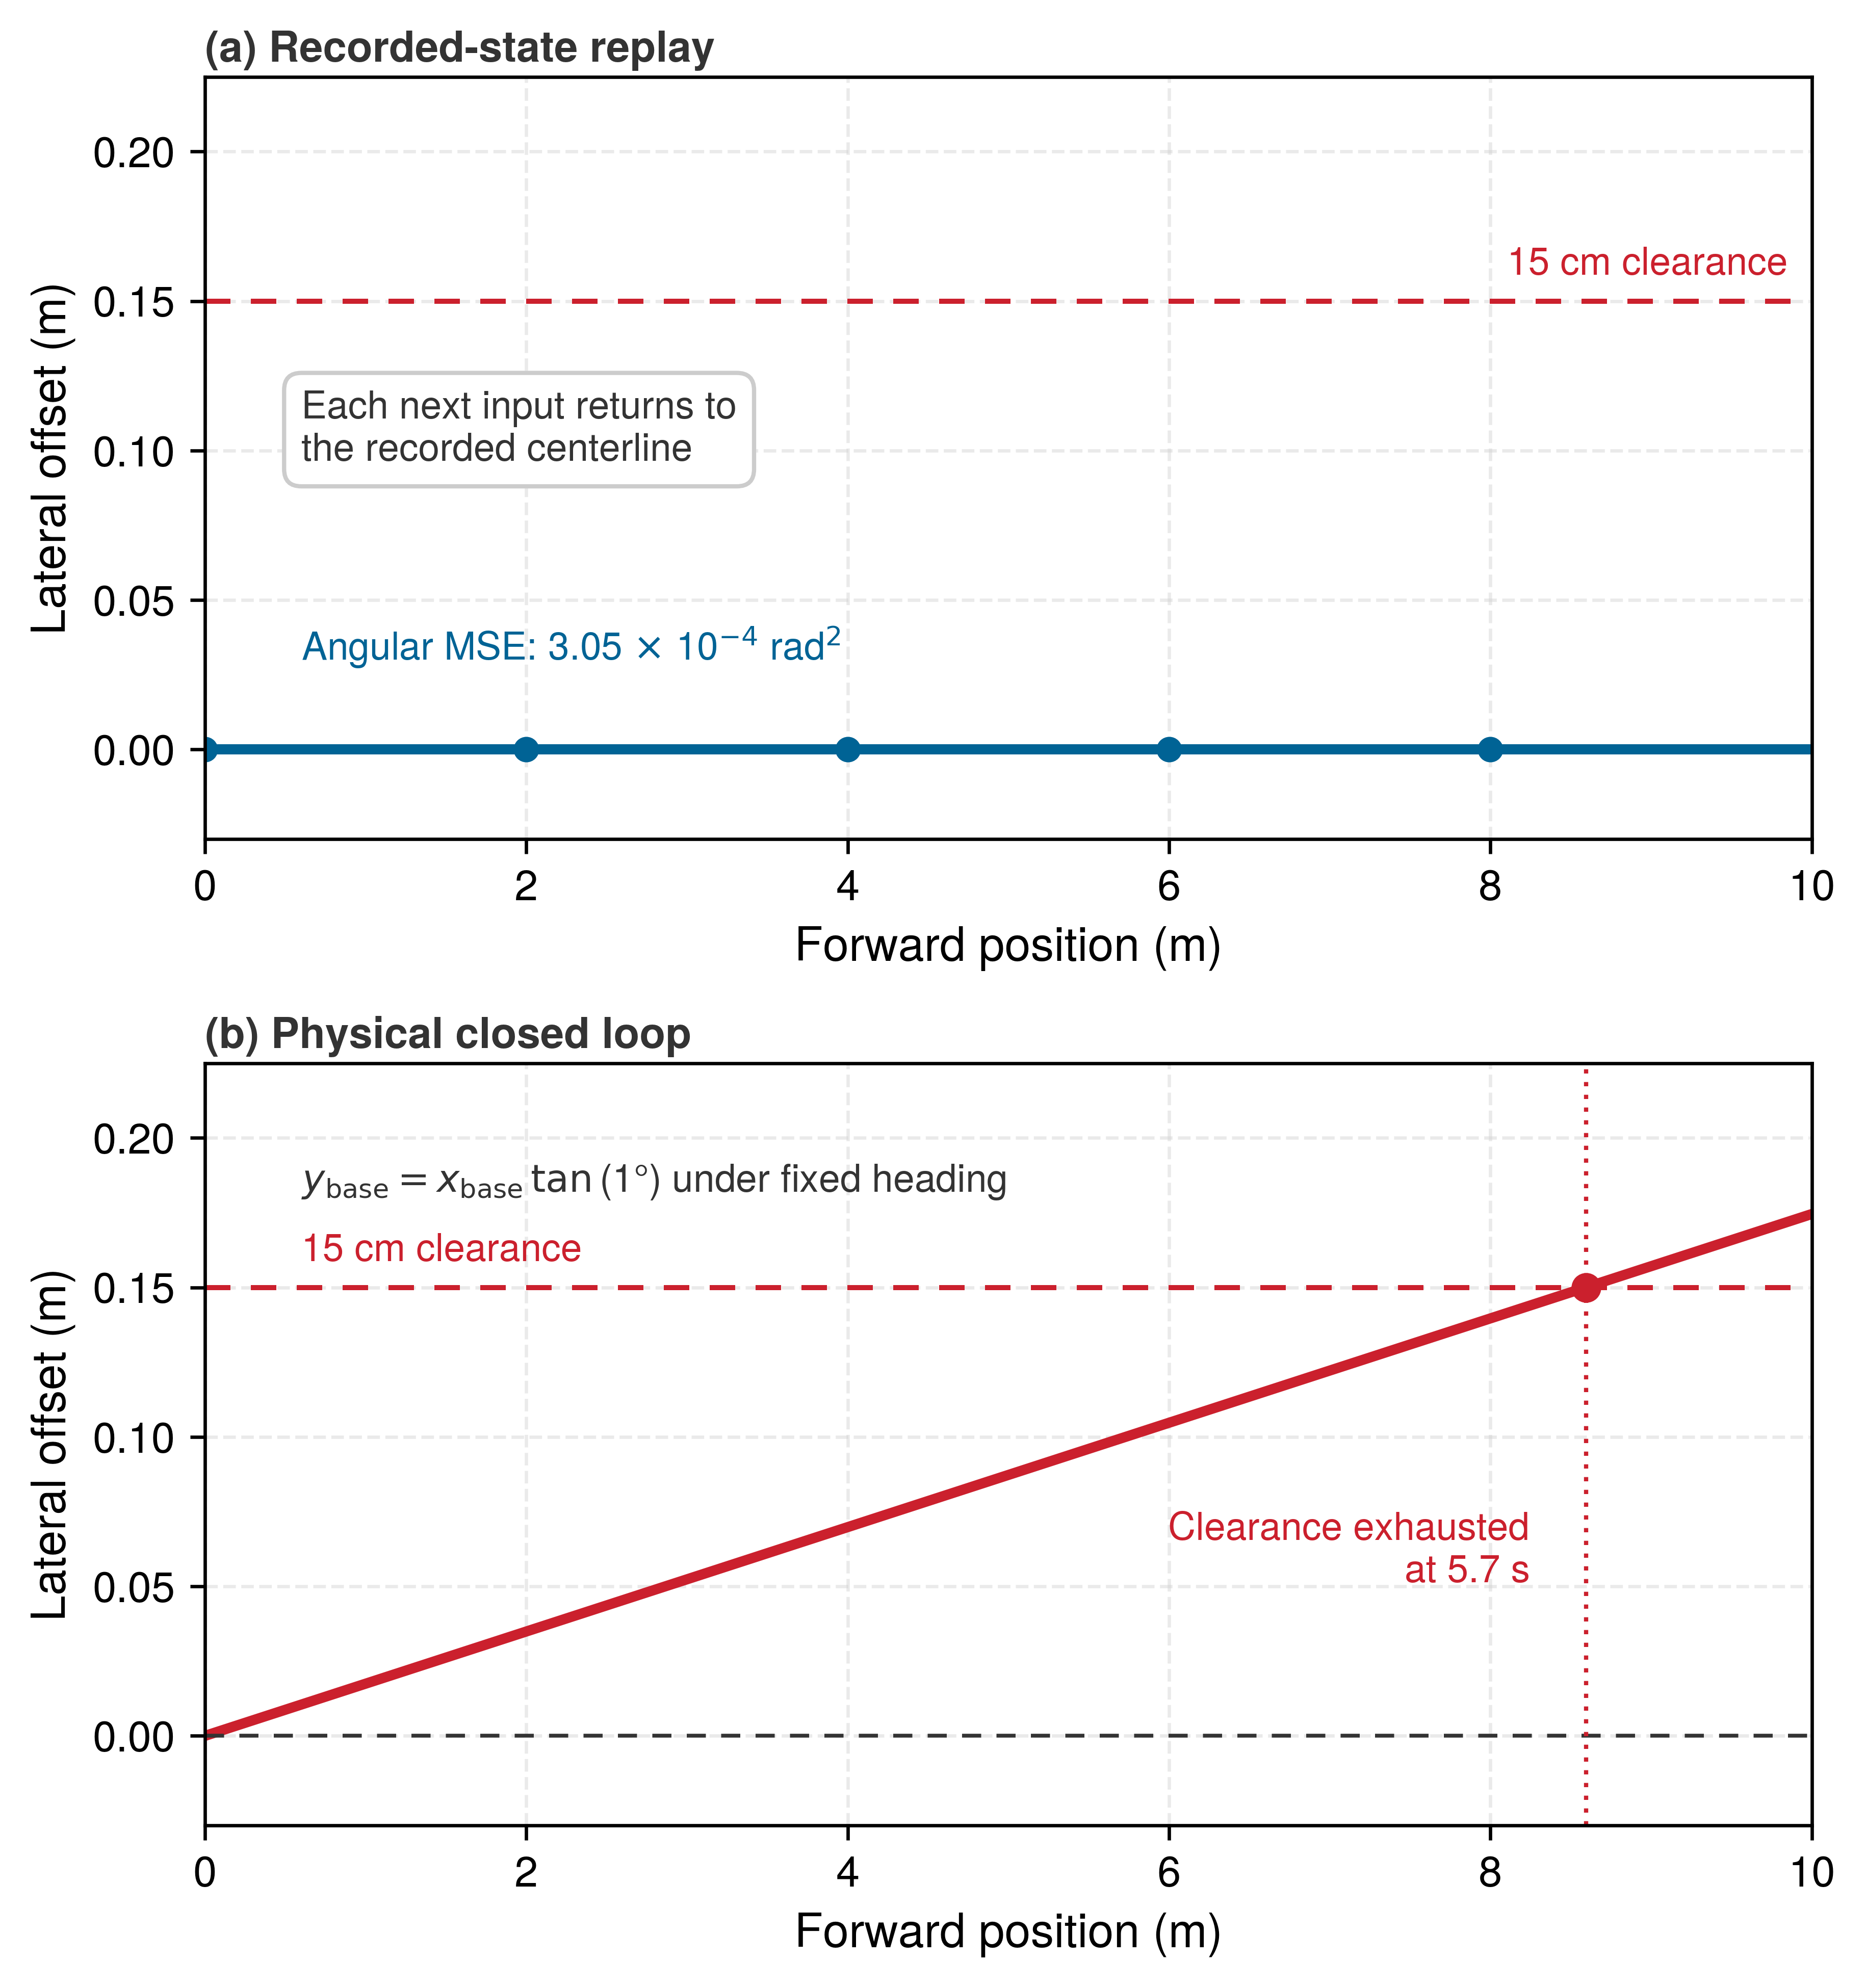 (a) Recorded-state replay
Lateral offset (m)
0.20
0.15
0.10
0.05
0.00
15 cm clearance
Each next input returns to
the recorded centerline
Angular MSE: 3.05 × 10⁻⁴ rad²
0 2 4 6 8 10
Forward position (m)
(b) Physical closed loop
Lateral offset (m)
0.20
0.15
0.10
0.05
0.00
y_base = x_base tan (1°) under fixed heading
15 cm clearance
Clearance exhausted
at 5.7 s
0 2 4 6 8 10
Forward position (m)